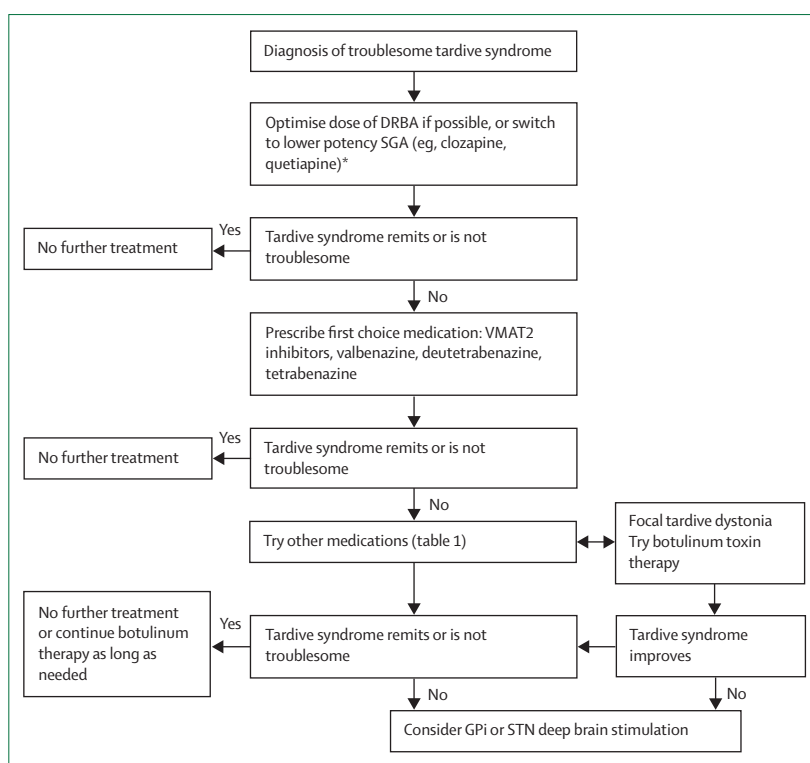 Diagnosis of troublesome tardive syndrome
Optimise dose of DRBA if possible, or switch
to lower potency SGA (eg, clozapine,
quetiapine)*
Yes
No further treatment
Tardive syndrome remits or is not
troublesome
No
Prescribe first choice medication: VMAT2
inhibitors, valbenazine, deutetrabenazine,
tetrabenazine
Yes
No further treatment
Tardive syndrome remits or is not
troublesome
No
Try other medications (table 1)
Focal tardive dystonia
Try botulinum toxin
therapy
No further treatment
or continue botulinum
therapy as long as
needed
Yes
Tardive syndrome remits or is not
troublesome
Tardive syndrome
improves
No
No
Consider GPi or STN deep brain stimulation